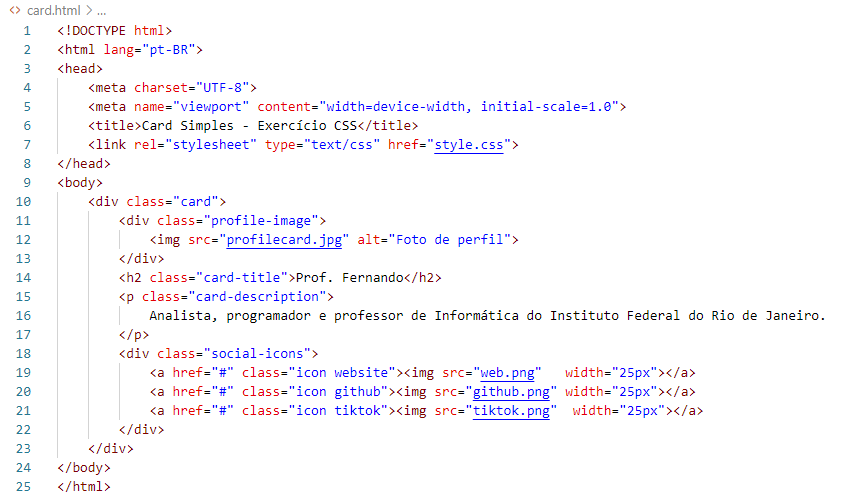 card.html > ...
1 <!DOCTYPE html>
2 <html lang="pt-BR">
3 <head>
4     <meta charset="UTF-8">
5     <meta name="viewport" content="width=device-width, initial-scale=1.0">
6     <title>Card Simples - Exercício CSS</title>
7     <link rel="stylesheet" type="text/css" href="style.css">
8 </head>
9 <body>
10     <div class="card">
11         <div class="profile-image">
12             <img src="profilecard.jpg" alt="Foto de perfil">
13         </div>
14         <h2 class="card-title">Prof. Fernando</h2>
15         <p class="card-description">
16             Analista, programador e professor de Informática do Instituto Federal do Rio de Janeiro.
17         </p>
18         <div class="social-icons">
19             <a href="#" class="icon website"><img src="web.png"   width="25px"></a>
20             <a href="#" class="icon github"><img src="github.png" width="25px"></a>
21             <a href="#" class="icon tiktok"><img src="tiktok.png"  width="25px"></a>
22         </div>
23     </div>
24 </body>
25 </html>